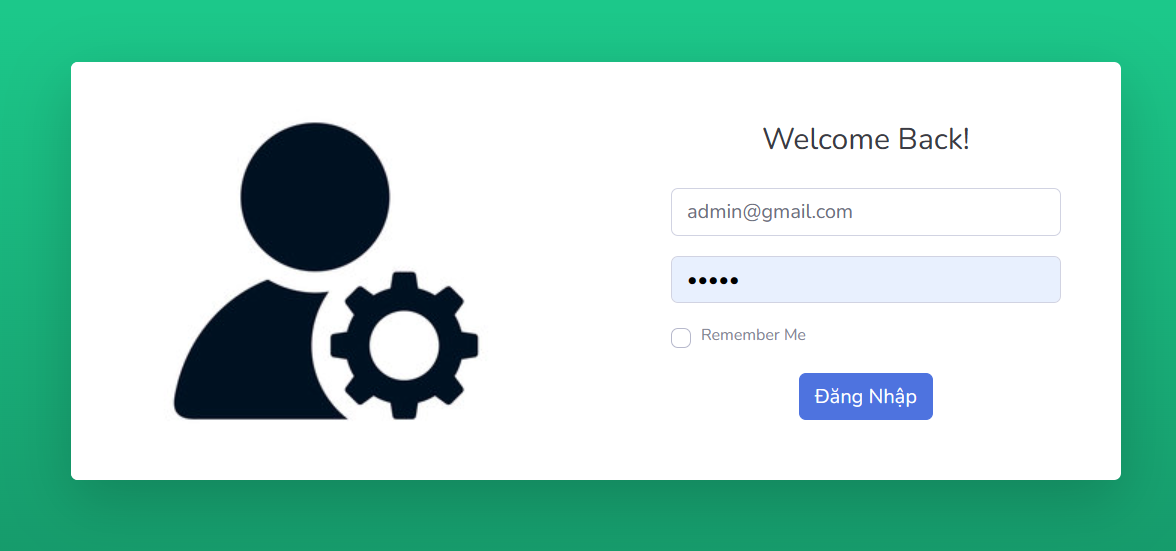 Welcome Back!
admin@gmail.com
•••••
Remember Me
Đăng Nhập